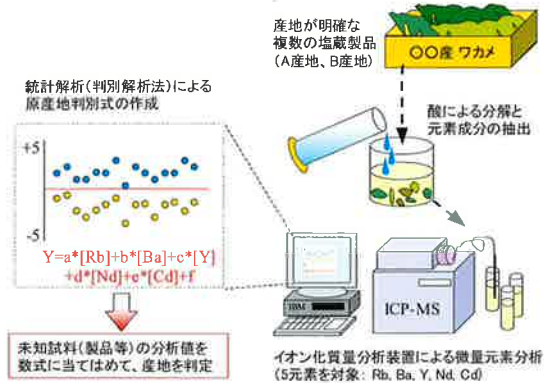 産地が明確な
複数の塩蔵製品
(A産地、B産地)
〇〇産 ワカメ
酸による分解と
元素成分の抽出
統計解析(判別解析法)による
原産地判別式の作成
+5
-5
Y=a*[Rb]+b*[Ba]+c*[Y]
+d*[Nd]+e*[Cd]+f
未知試料(製品等)の分析値を
数式に当てはめて、産地を判定
IBM
ICP-MS
イオン化質量分析装置による微量元素分析
(5元素を対象: Rb, Ba, Y, Nd, Cd)